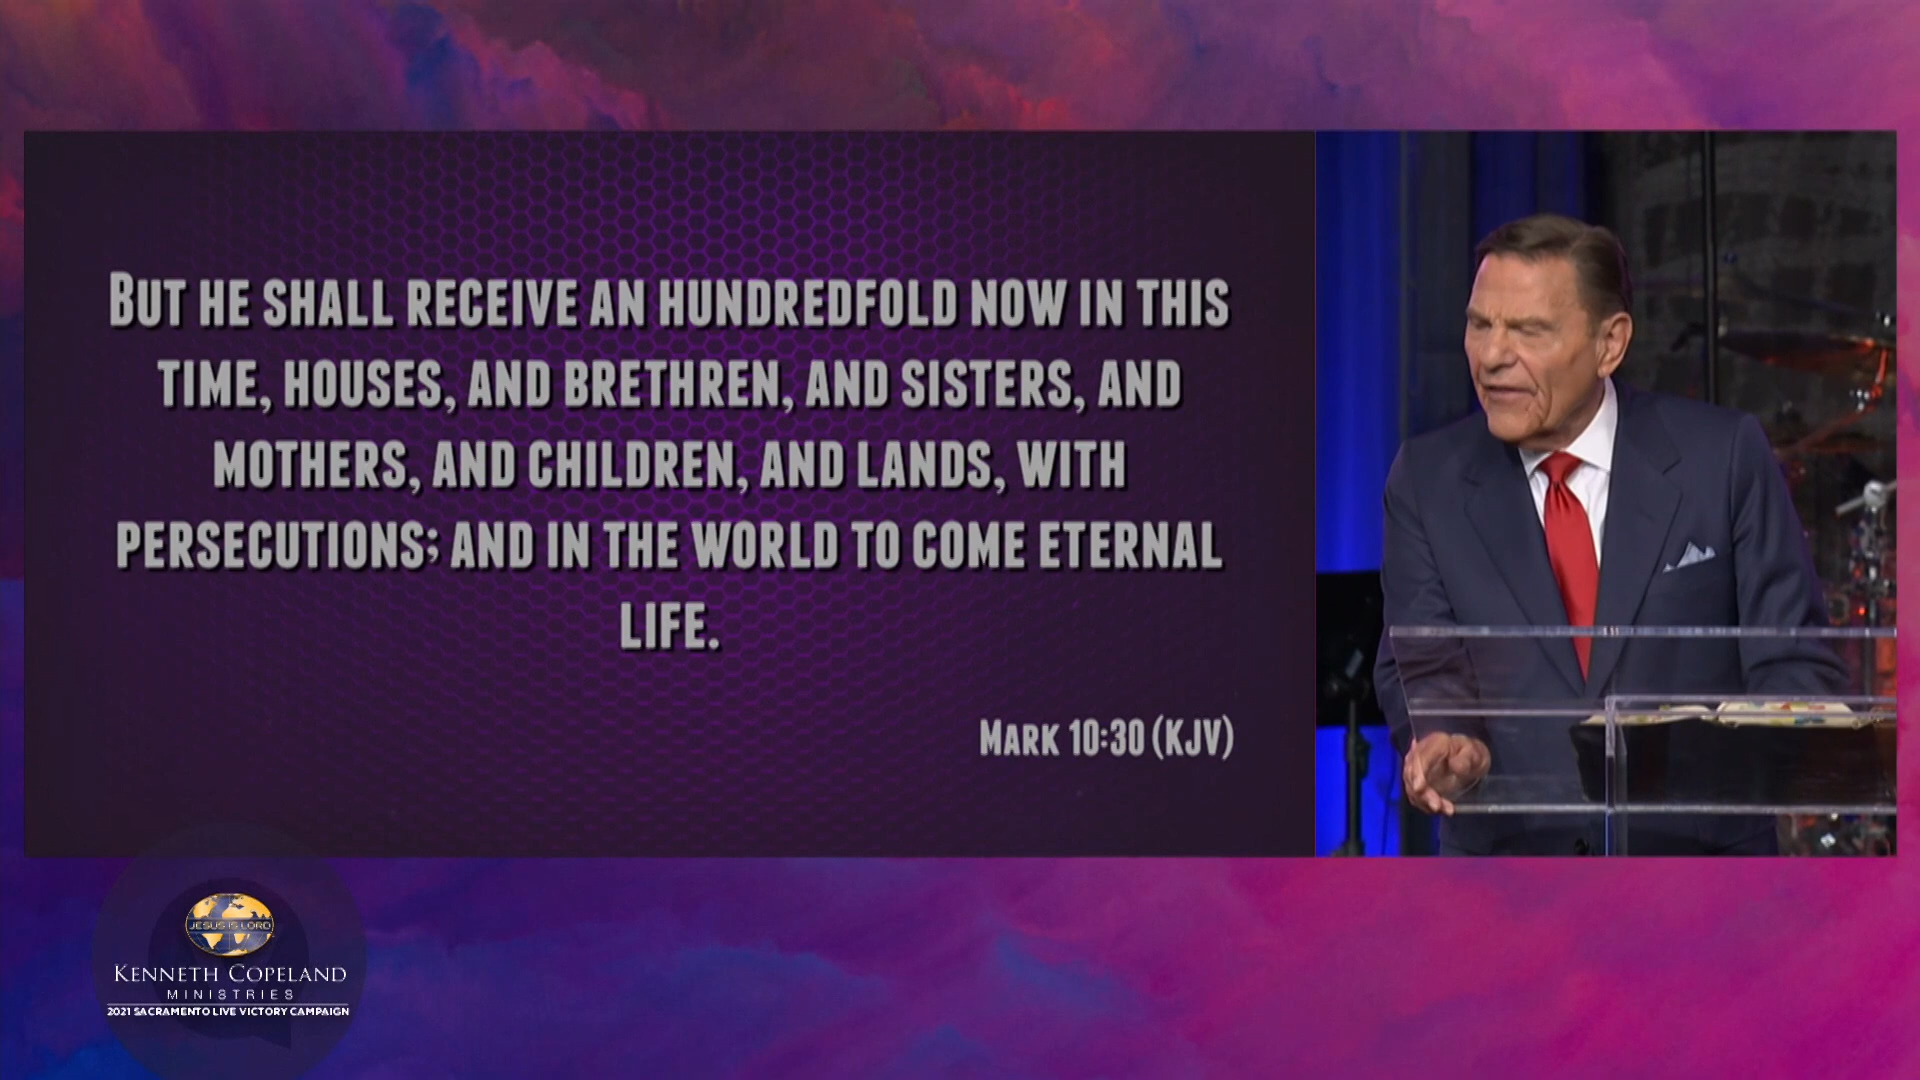 But he shall receive an hundredfold now in this
time, houses, and brethren, and sisters, and
mothers, and children, and lands, with
persecutions; and in the world to come eternal
life.
Mark 10:30 (KJV)
JESUS IS LORD
Kenneth Copeland
MINISTRIES
2021 SACRAMENTO LIVE VICTORY CAMPAIGN